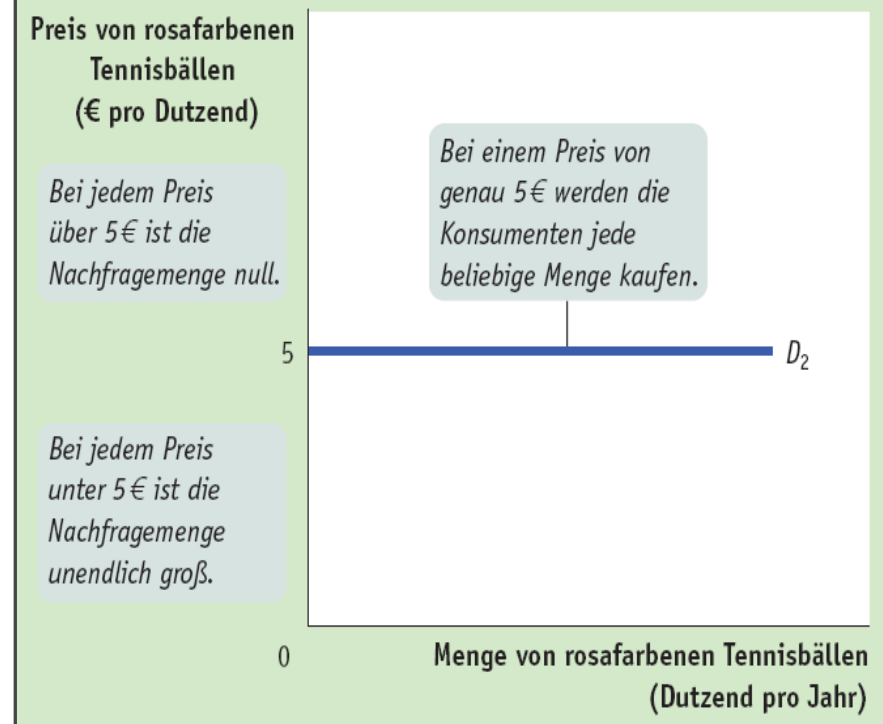 Preis von rosafarbenen
Tennisbällen
(€ pro Dutzend)
Bei jedem Preis
über 5€ ist die
Nachfragemenge null.
Bei einem Preis von
genau 5€ werden die
Konsumenten jede
beliebige Menge kaufen.
5
D₂
Bei jedem Preis
unter 5€ ist die
Nachfragemenge
unendlich groß.
0
Menge von rosafarbenen Tennisbällen
(Dutzend pro Jahr)